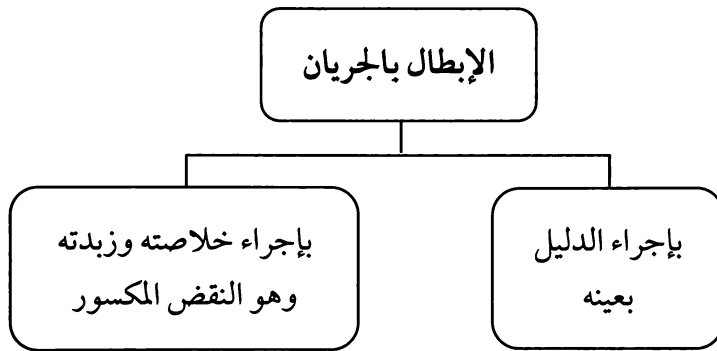 الإبطال بالجريان
بإجراء الدليل
بعينه
بإجراء خلاصته وزبدته
وهو النقض المكسور